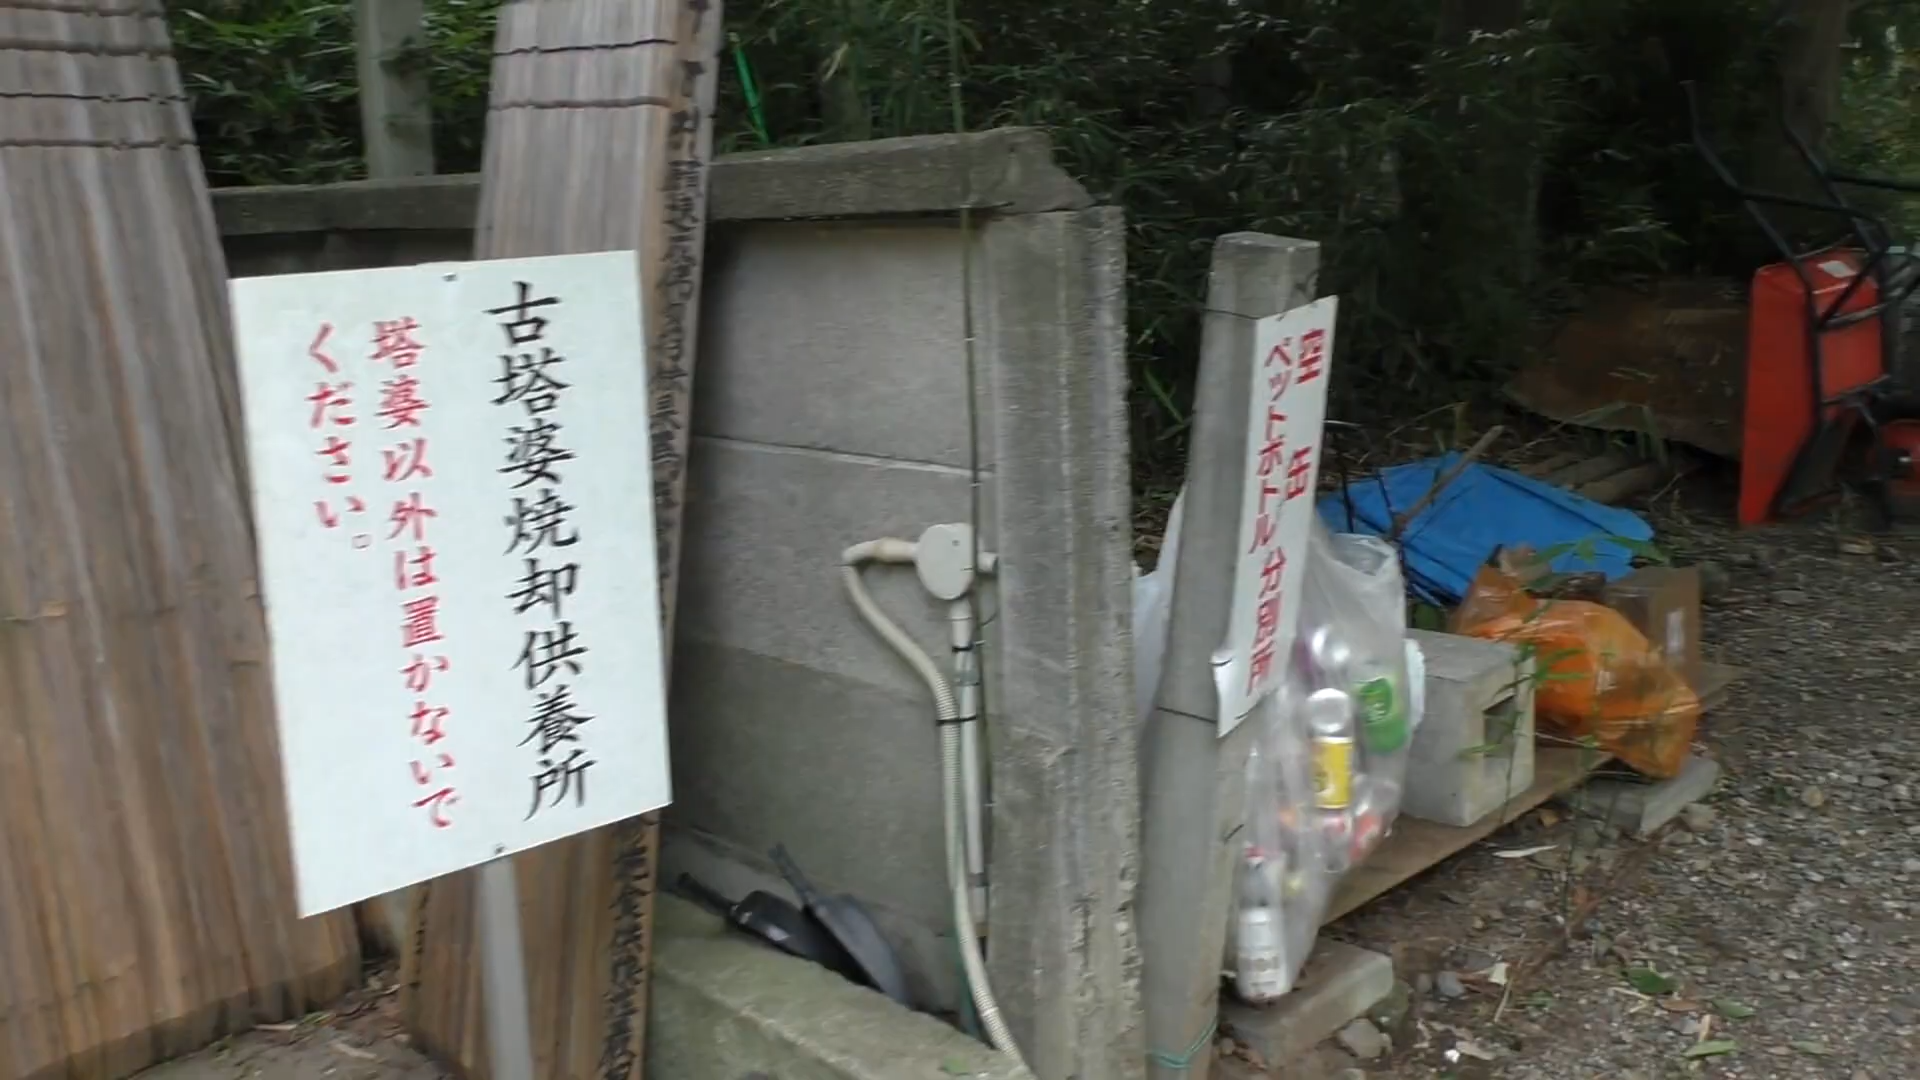 古塔婆焼却供養所
塔婆以外は置かないで
ください。
空缶
ペットボトル分別所